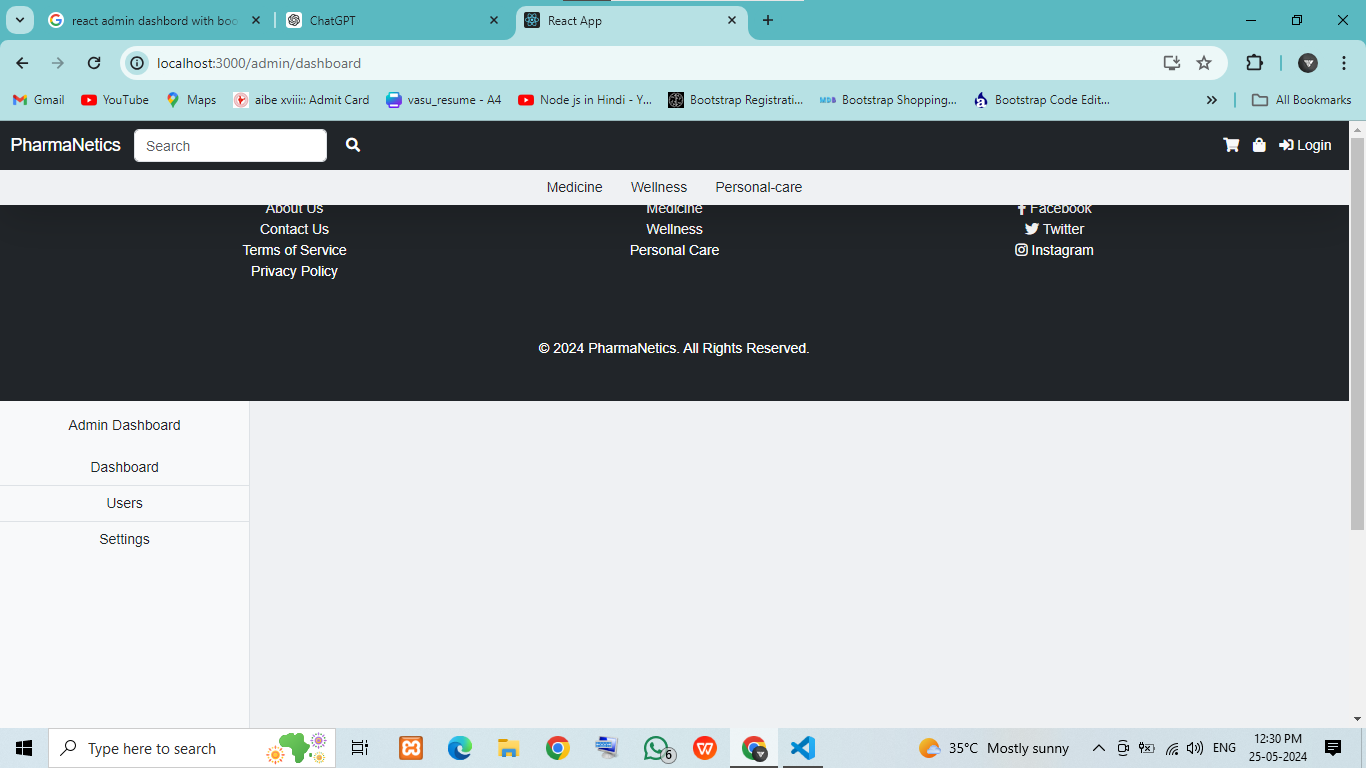 react admin dashbord with boo
ChatGPT
React App
localhost:3000/admin/dashboard
Gmail
YouTube
Maps
aibe xviii:: Admit Card
vasu_resume - A4
Node js in Hindi - Y...
Bootstrap Registrati...
MDB Bootstrap Shopping...
Bootstrap Code Edit...
All Bookmarks
PharmaNetics
Search
Login
Medicine Wellness Personal-care
About Us Medicine Facebook
Contact Us Wellness Twitter
Terms of Service Personal Care Instagram
Privacy Policy
© 2024 PharmaNetics. All Rights Reserved.
Admin Dashboard
Dashboard
Users
Settings
Type here to search
6
35°C Mostly sunny
ENG
12:30 PM
25-05-2024